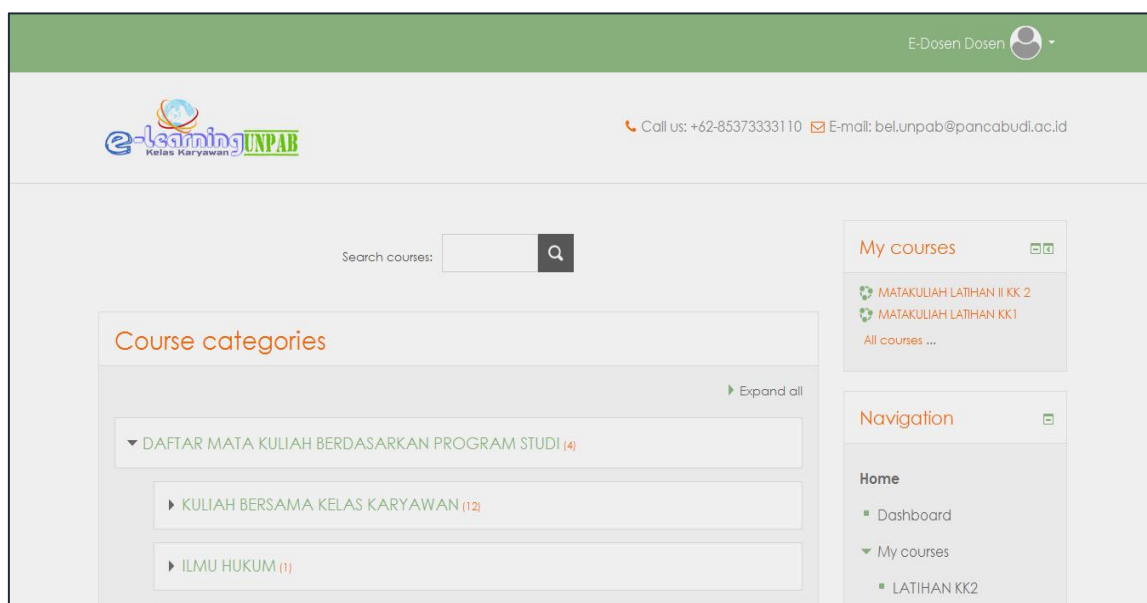 E-Dosen Dosen
e-Learning UNPAB
Kelas Karyawan
Call us: +62-85373333110 E-mail: bel.unpab@pancabudi.ac.id
Search courses:
Course categories
Expand all
DAFTAR MATA KULIAH BERDASARKAN PROGRAM STUDI (4)
KULIAH BERSAMA KELAS KARYAWAN (12)
ILMU HUKUM (1)
My courses
MATAKULIAH LATIHAN II KK 2
MATAKULIAH LATIHAN KK1
All courses ...
Navigation
Home
Dashboard
My courses
LATIHAN KK2